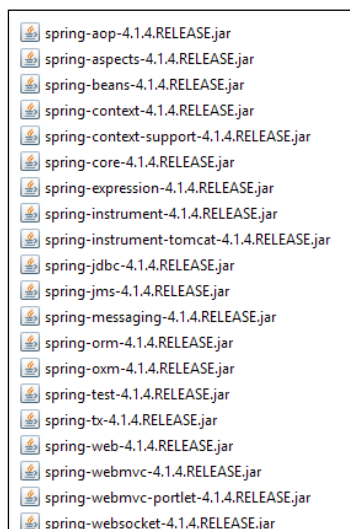 spring-aop-4.1.4.RELEASE.jar
spring-aspects-4.1.4.RELEASE.jar
spring-beans-4.1.4.RELEASE.jar
spring-context-4.1.4.RELEASE.jar
spring-context-support-4.1.4.RELEASE.jar
spring-core-4.1.4.RELEASE.jar
spring-expression-4.1.4.RELEASE.jar
spring-instrument-4.1.4.RELEASE.jar
spring-instrument-tomcat-4.1.4.RELEASE.jar
spring-jdbc-4.1.4.RELEASE.jar
spring-jms-4.1.4.RELEASE.jar
spring-messaging-4.1.4.RELEASE.jar
spring-orm-4.1.4.RELEASE.jar
spring-oxm-4.1.4.RELEASE.jar
spring-test-4.1.4.RELEASE.jar
spring-tx-4.1.4.RELEASE.jar
spring-web-4.1.4.RELEASE.jar
spring-webmvc-4.1.4.RELEASE.jar
spring-webmvc-portlet-4.1.4.RELEASE.jar
spring-websocket-4.1.4.RELEASE.jar